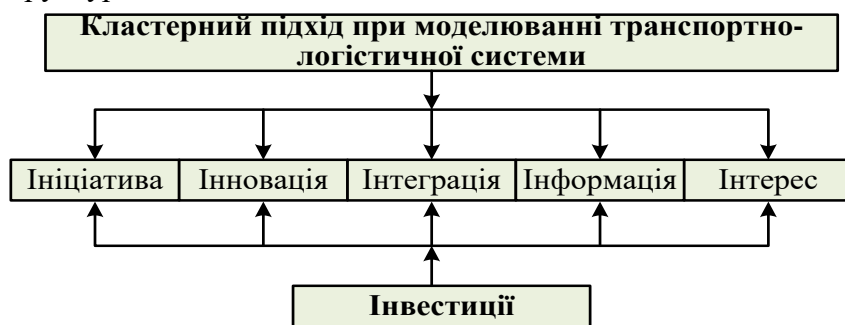 Кластерний підхід при моделюванні транспортно-
логістичної системи
Ініціатива Інновація Інтеграція Інформація Інтерес
Інвестиції